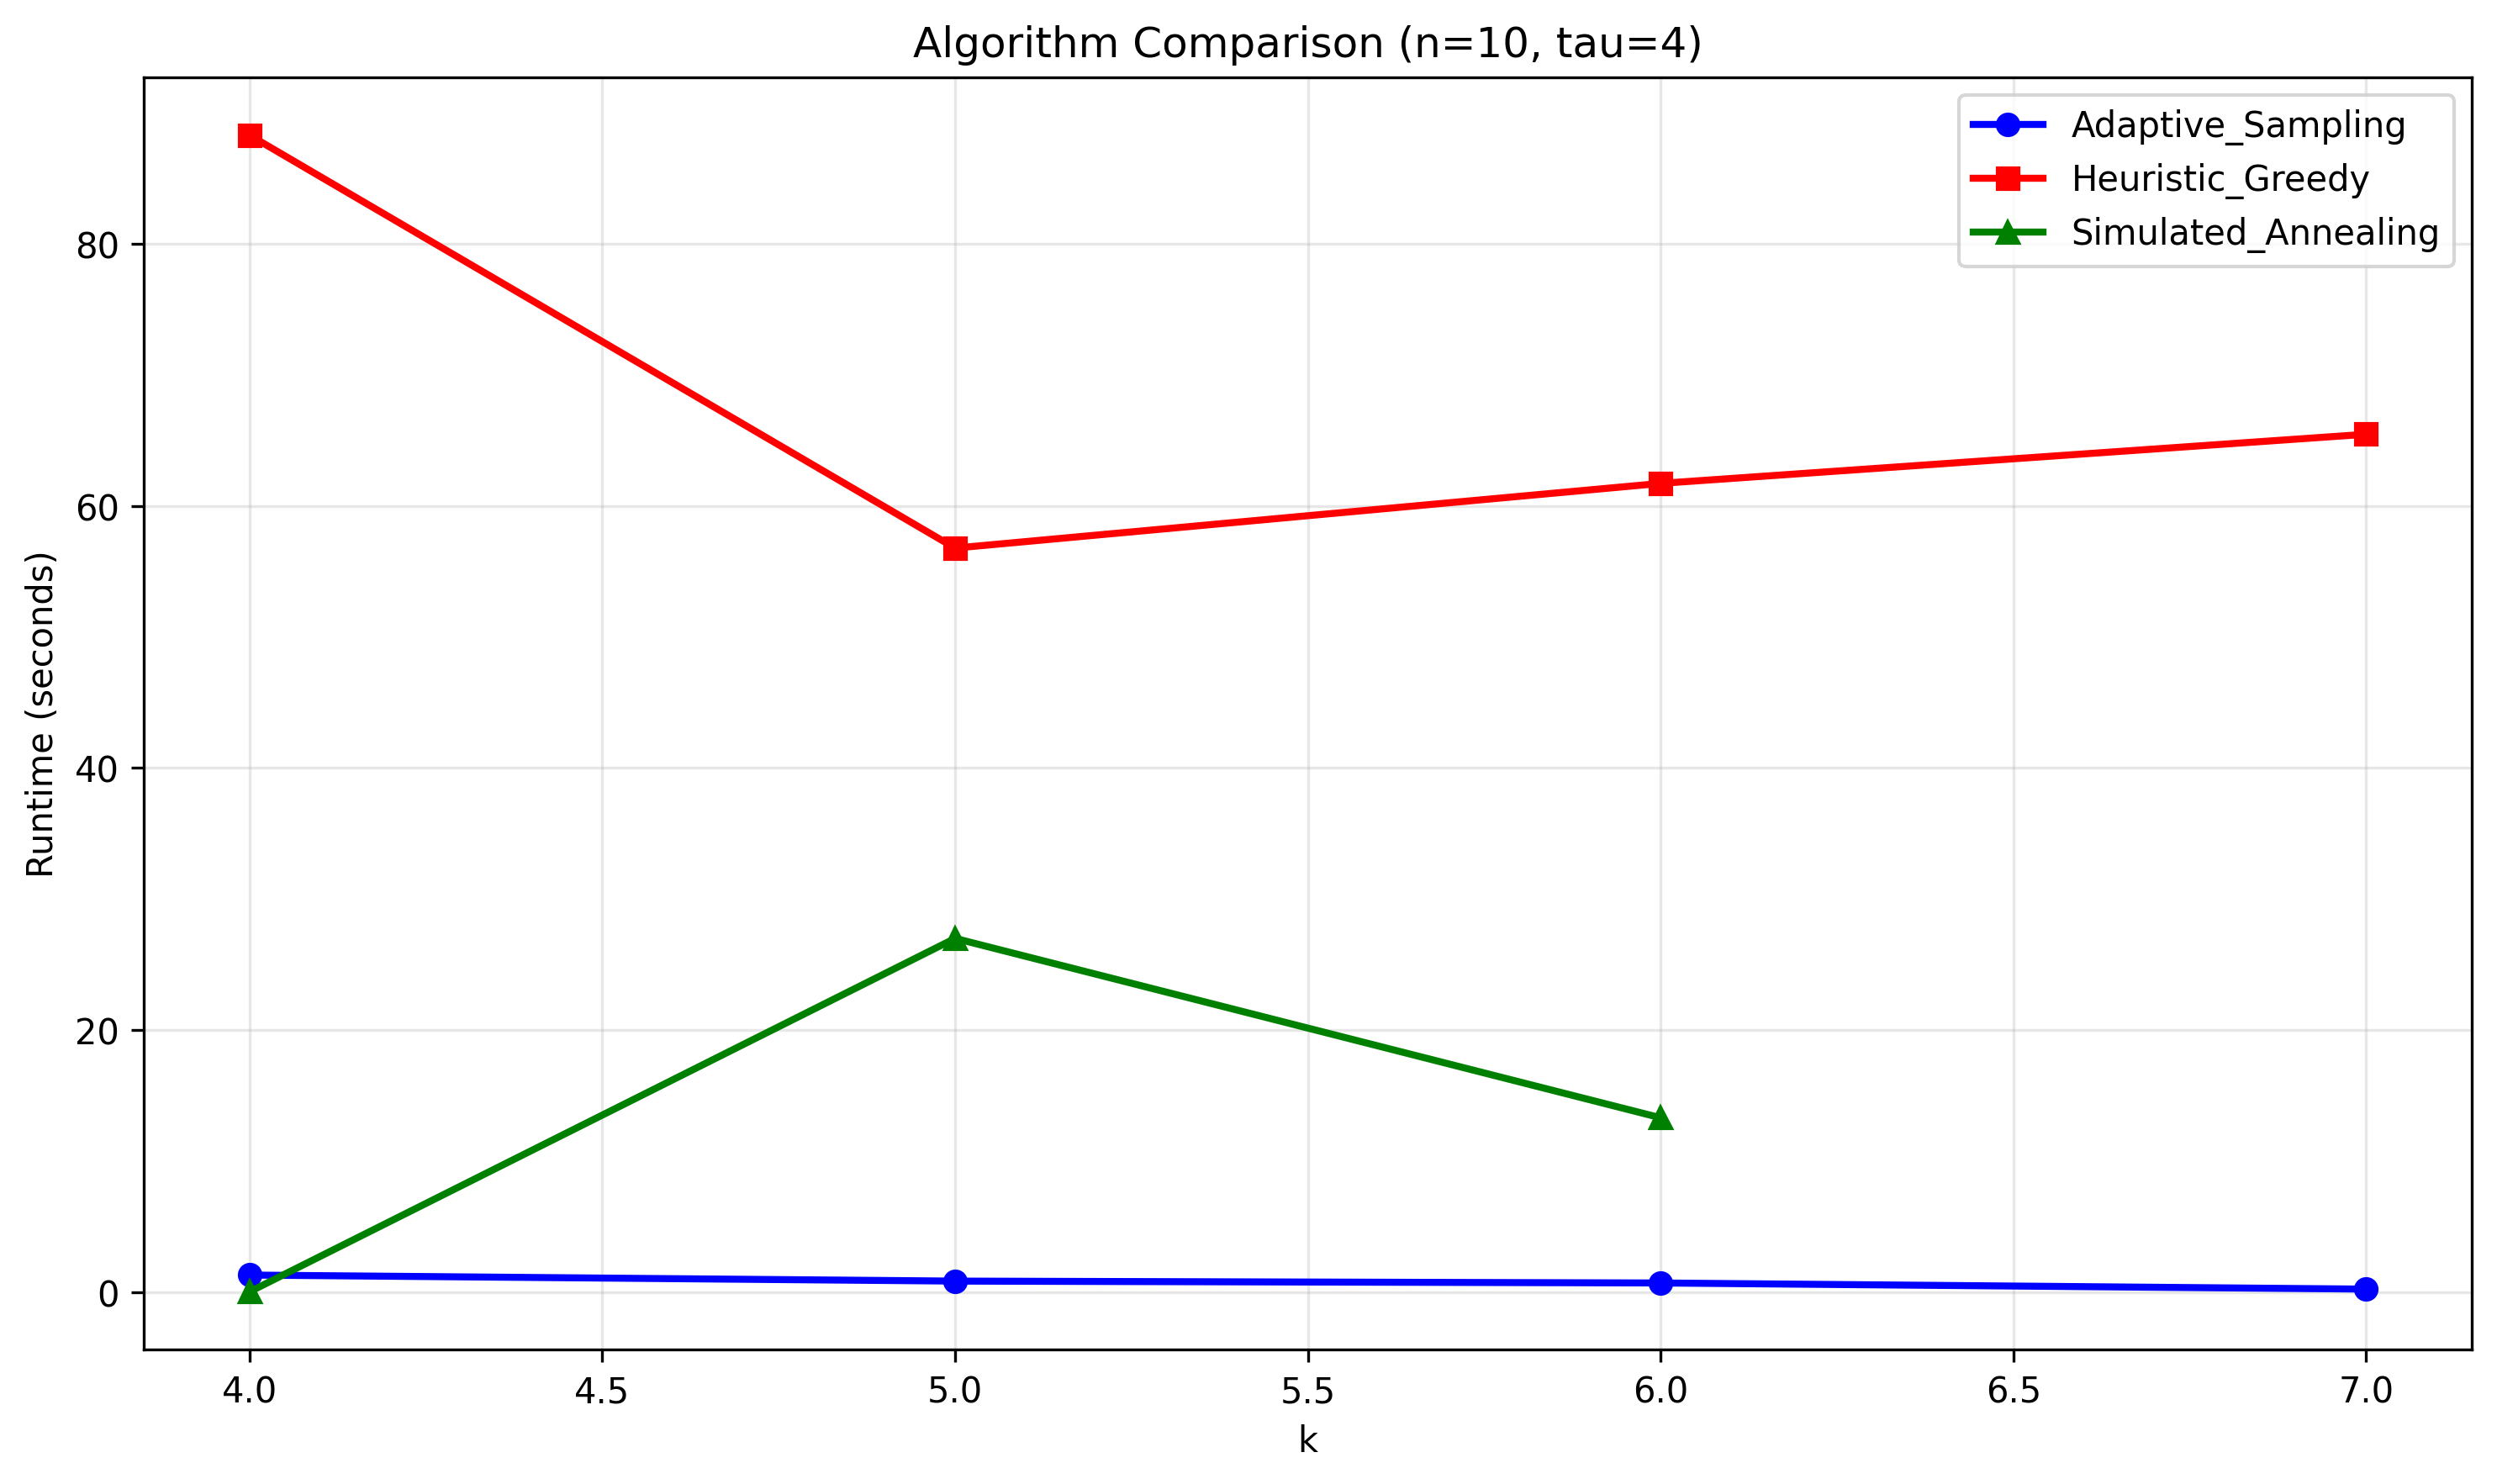 Algorithm Comparison (n=10, tau=4)
Adaptive_Sampling
Heuristic_Greedy
Simulated_Annealing
Runtime (seconds)
80
60
40
20
0
4.0 4.5 5.0 5.5 6.0 6.5 7.0
k